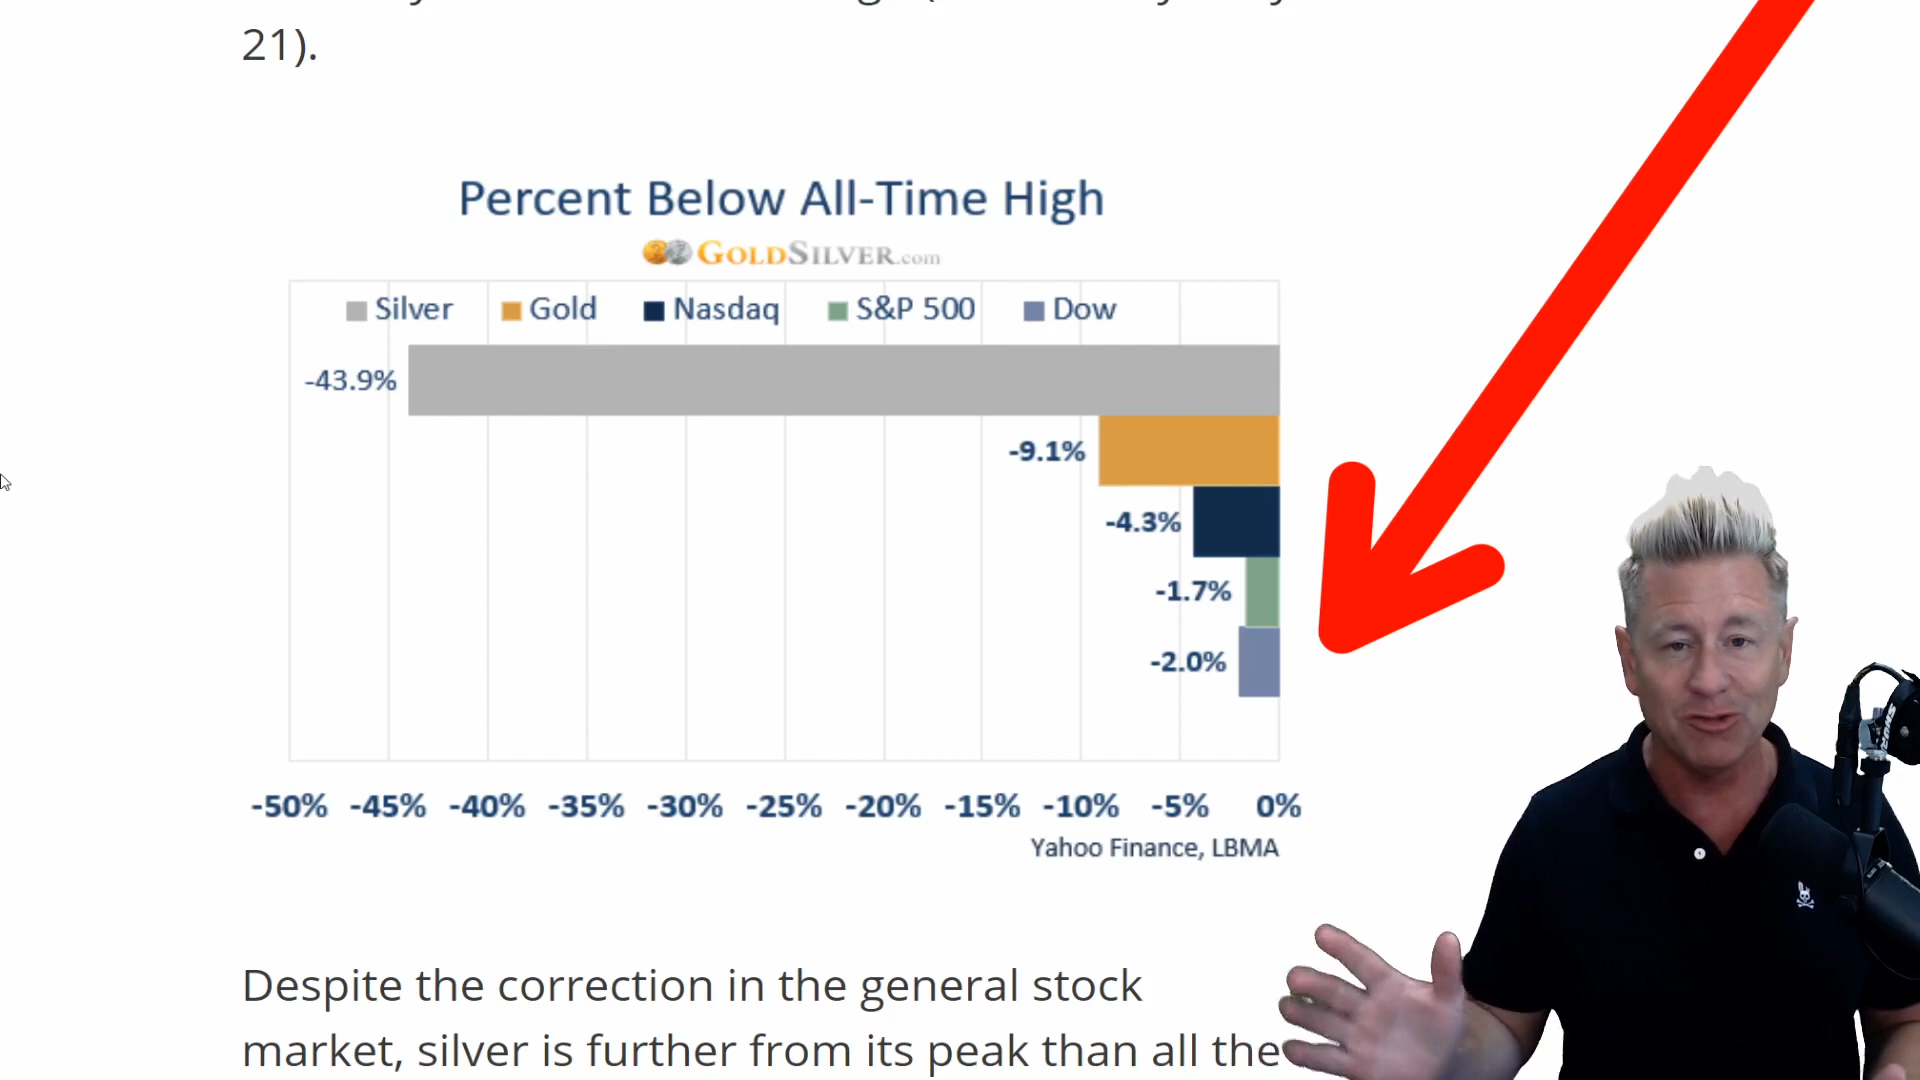 21).
Percent Below All-Time High
GOLDSILVER.com
Silver Gold Nasdaq S&P 500 Dow
-43.9%
-9.1%
-4.3%
-1.7%
-2.0%
-50% -45% -40% -35% -30% -25% -20% -15% -10% -5% 0%
Yahoo Finance, LBMA
Despite the correction in the general stock
market, silver is further from its peak than all the